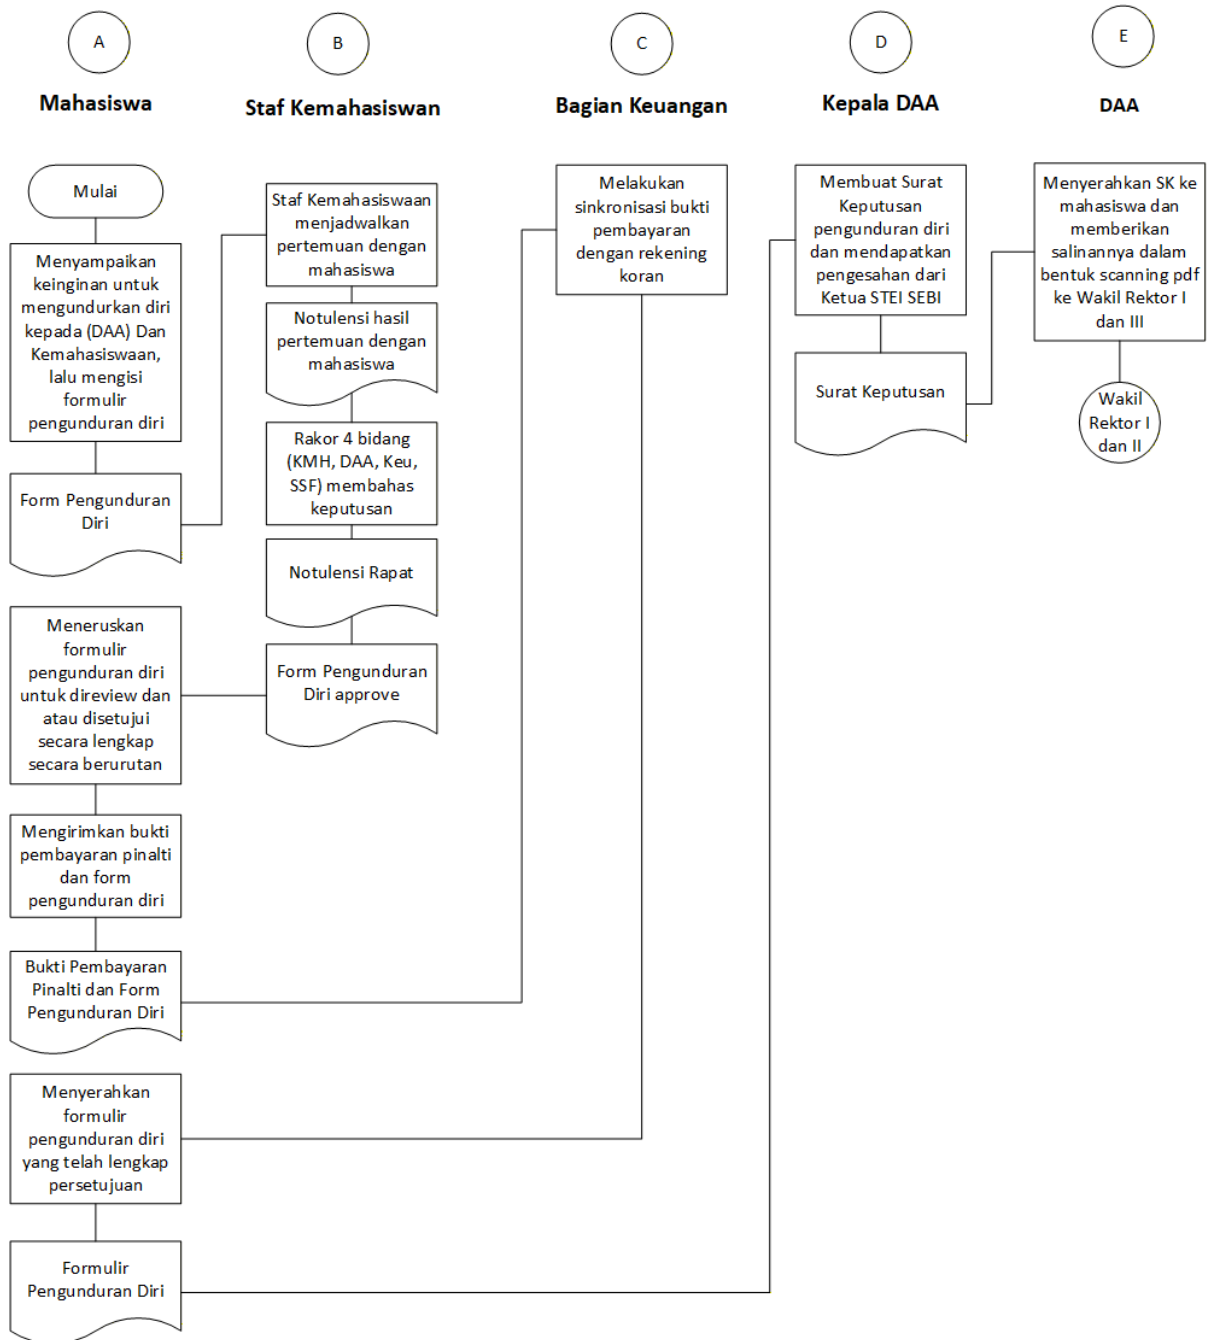 A
B
C
D
E
Mahasiswa
Staf Kemahasiswan
Bagian Keuangan
Kepala DAA
DAA
Mulai
Menyampaikan
keinginan untuk
mengundurkan diri
kepada (DAA) Dan
Kemahasiswaan,
lalu mengisi
formulir
pengunduran diri
Form Pengunduran
Diri
Staf Kemahasiswaan
menjadwalkan
pertemuan dengan
mahasiswa
Notulensi hasil
pertemuan dengan
mahasiswa
Rakor 4 bidang
(KMH, DAA, Keu,
SSF) membahas
keputusan
Notulensi Rapat
Form Pengunduran
Diri approve
Meneruskan
formulir
pengunduran diri
untuk direview dan
atau disetujui
secara lengkap
secara berurutan
Mengirimkan bukti
pembayaran pinalti
dan form
pengunduran diri
Bukti Pembayaran
Pinalti dan Form
Pengunduran Diri
Melakukan
sinkronisasi bukti
pembayaran
dengan rekening
koran
Menyerahkan
formulir
pengunduran diri
yang telah lengkap
persetujuan
Formulir
Pengunduran Diri
Membuat Surat
Keputusan
pengunduran diri
dan mendapatkan
pengesahan dari
Ketua STEI SEBI
Surat Keputusan
Menyerahkan SK ke
mahasiswa dan
memberikan
salinannya dalam
bentuk scanning pdf
ke Wakil Rektor I
dan III
Wakil
Rektor I
dan II